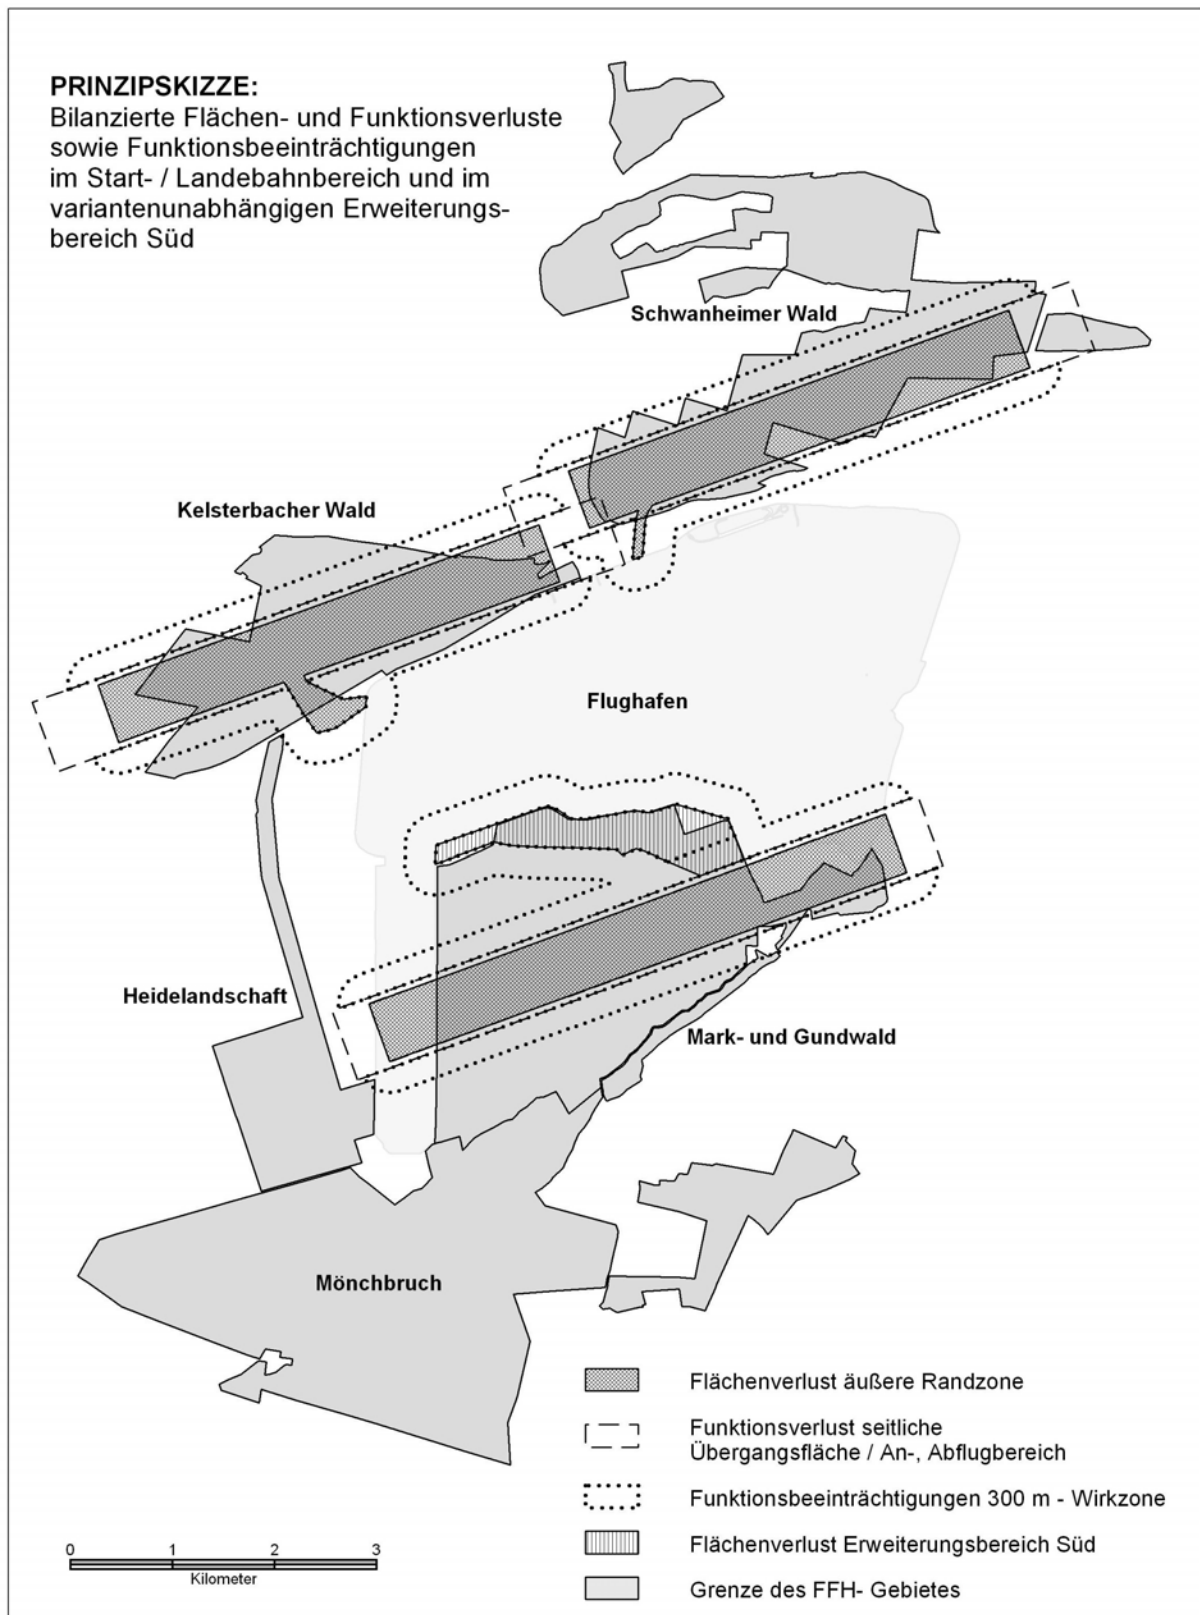 PRINZIPSKIZZE:
Bilanzierte Flächen- und Funktionsverluste
sowie Funktionsbeeinträchtigungen
im Start- / Landebahnbereich und im
variantenunabhängigen Erweiterungs-
bereich Süd
Schwanheimer Wald
Kelsterbacher Wald
Flughafen
Heidelandschaft
Mark- und Gundwald
Mönchbruch
Flächenverlust äußere Randzone
Funktionsverlust seitliche
Übergangsfläche / An-, Abflugbereich
Funktionsbeeinträchtigungen 300 m - Wirkzone
Flächenverlust Erweiterungsbereich Süd
Grenze des FFH- Gebietes
0 1 2 3
Kilometer